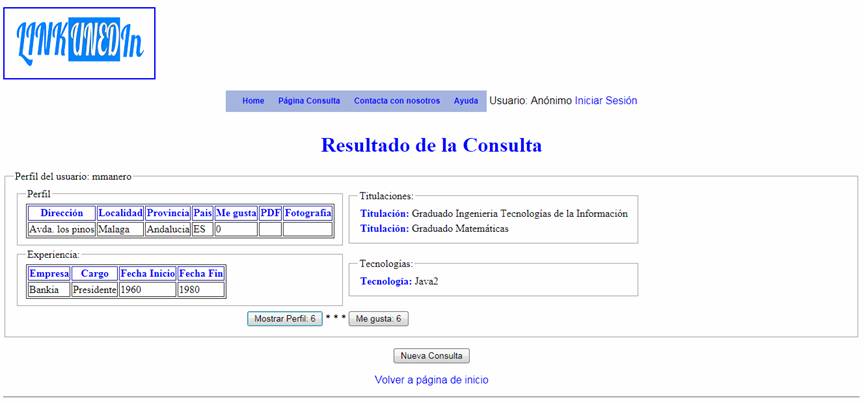 LINKUNEDIn
Home Página Consulta Contacta con nosotros Ayuda Usuario: Anónimo Iniciar Sesión
Resultado de la Consulta
Perfil del usuario: mmanero
Perfil
Dirección Localidad Provincia País Me gusta PDF Fotografía
Avda. los pinos Malaga Andalucia ES 0
Titulaciones:
Titulación: Graduado Ingenieria Tecnologías de la Información
Titulación: Graduado Matemáticas
Experiencia:
Empresa Cargo Fecha Inicio Fecha Fin
Bankia Presidente 1960 1980
Tecnologías:
Tecnología: Java2
Mostrar Perfil: 6 * * * Me gusta: 6
Nueva Consulta
Volver a página de inicio